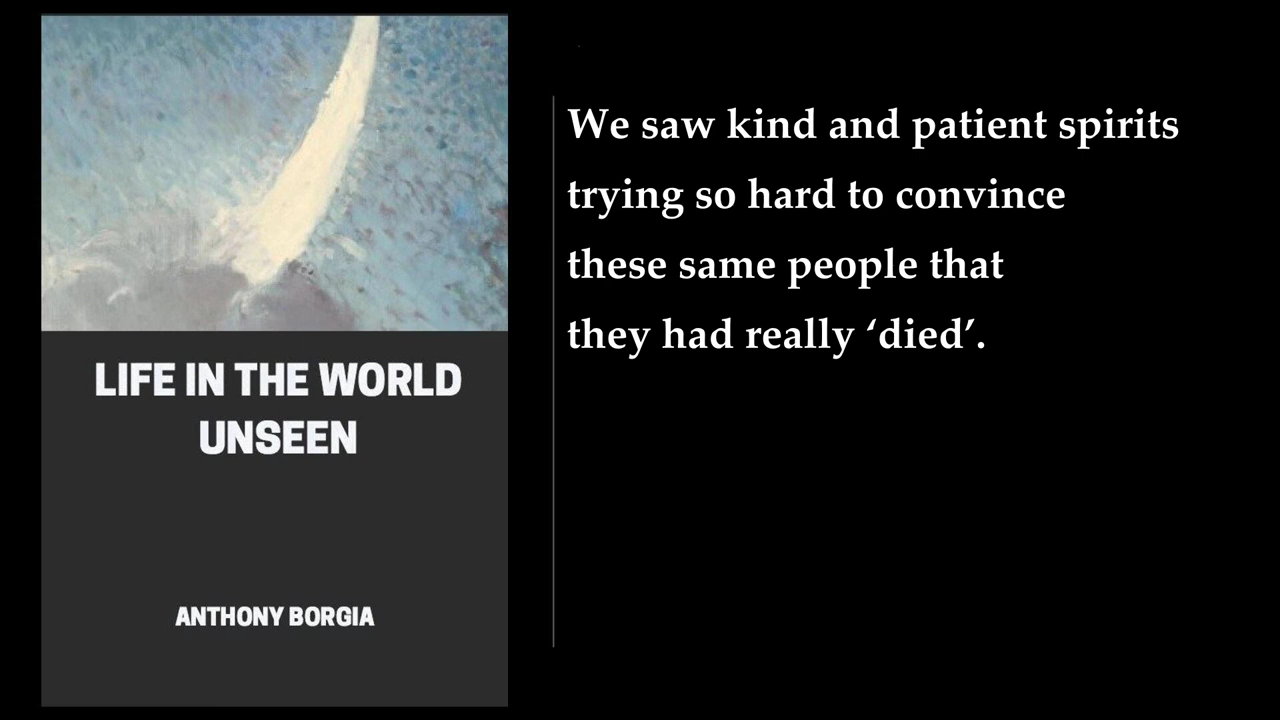 LIFE IN THE WORLD
UNSEEN
ANTHONY BORGIA
We saw kind and patient spirits
trying so hard to convince
these same people that
they had really ‘died’.